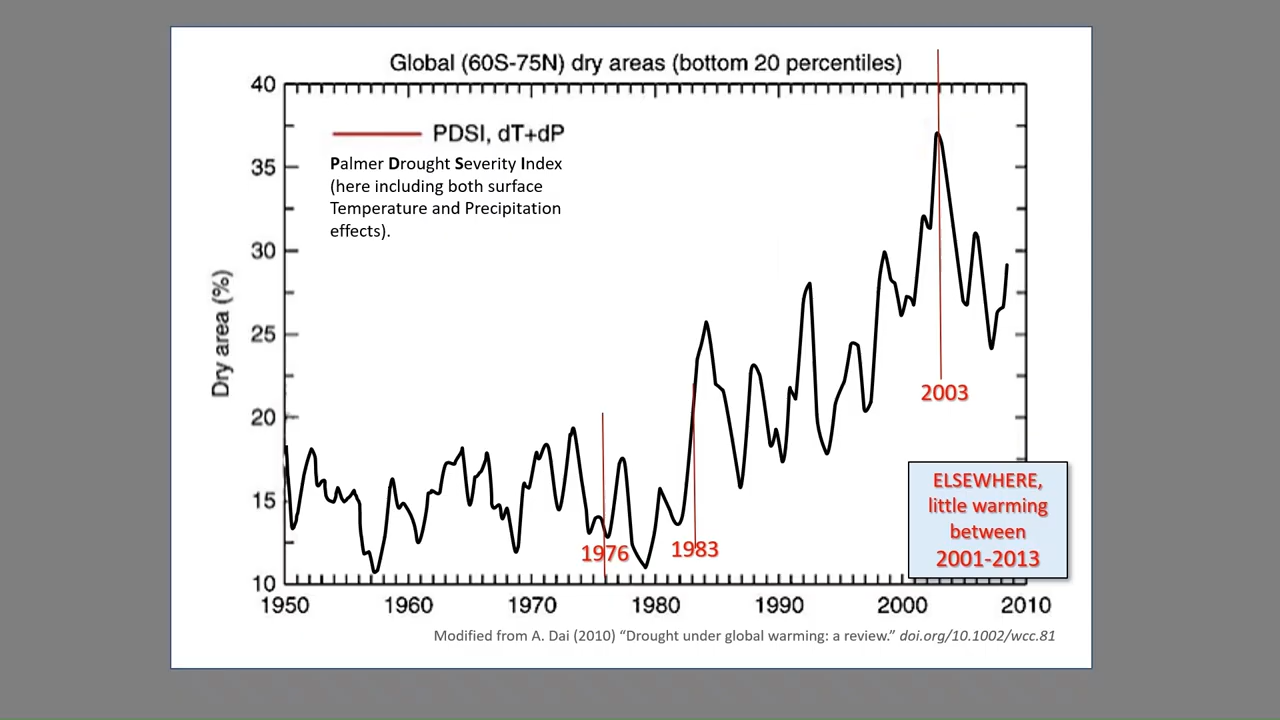 Global (60S-75N) dry areas (bottom 20 percentiles)
40
35
30
25
20
15
10
Dry area (%)
PDSI, dT+dP
Palmer Drought Severity Index
(here including both surface
Temperature and Precipitation
effects).
1976
1983
2003
ELSEWHERE,
little warming
between
2001-2013
1950 1960 1970 1980 1990 2000 2010
Modified from A. Dai (2010) “Drought under global warming: a review.” doi.org/10.1002/wcc.81